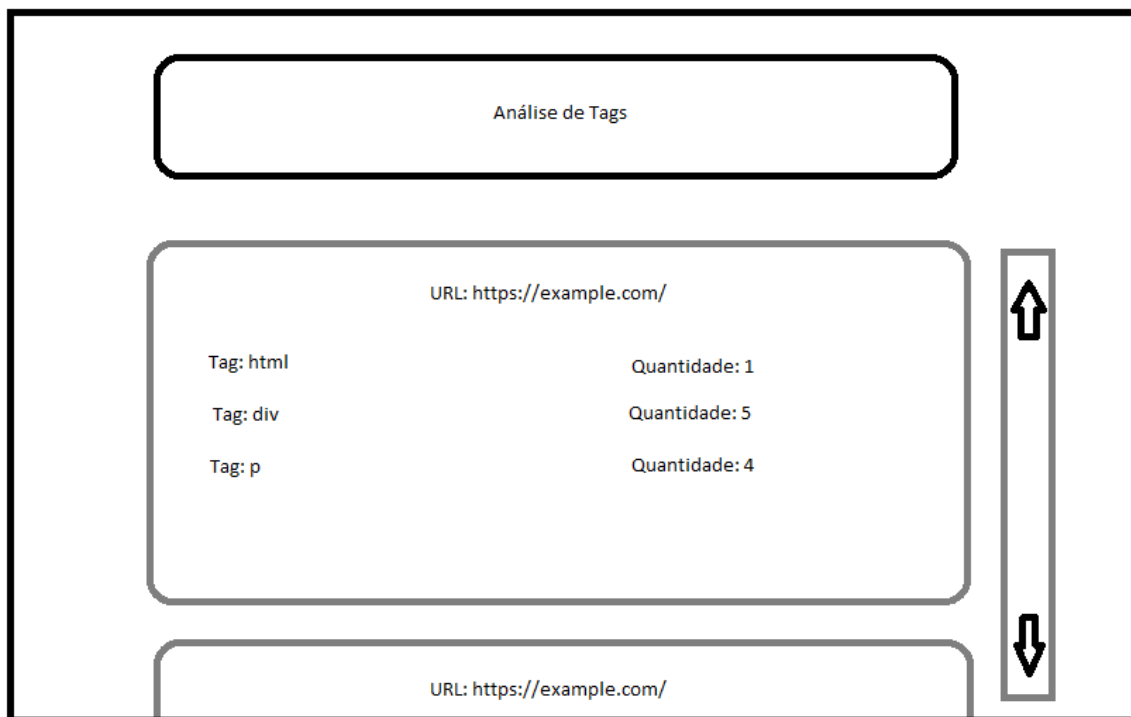 Análise de Tags
URL: https://example.com/
Tag: html Quantidade: 1
Tag: div Quantidade: 5
Tag: p Quantidade: 4
URL: https://example.com/